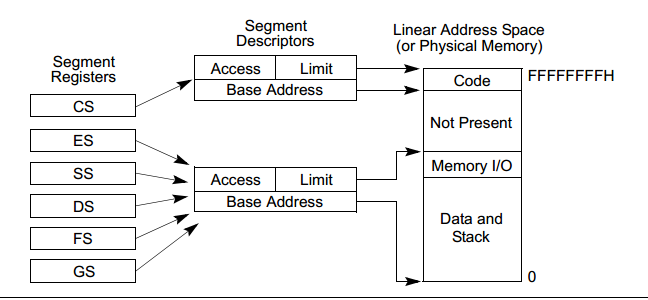 Segment
Registers
CS
ES
SS
DS
FS
GS
Segment
Descriptors
Access Limit
Base Address
Access Limit
Base Address
Linear Address Space
(or Physical Memory)
Code
FFFFFFFFH
Not Present
Memory I/O
Data and
Stack
0